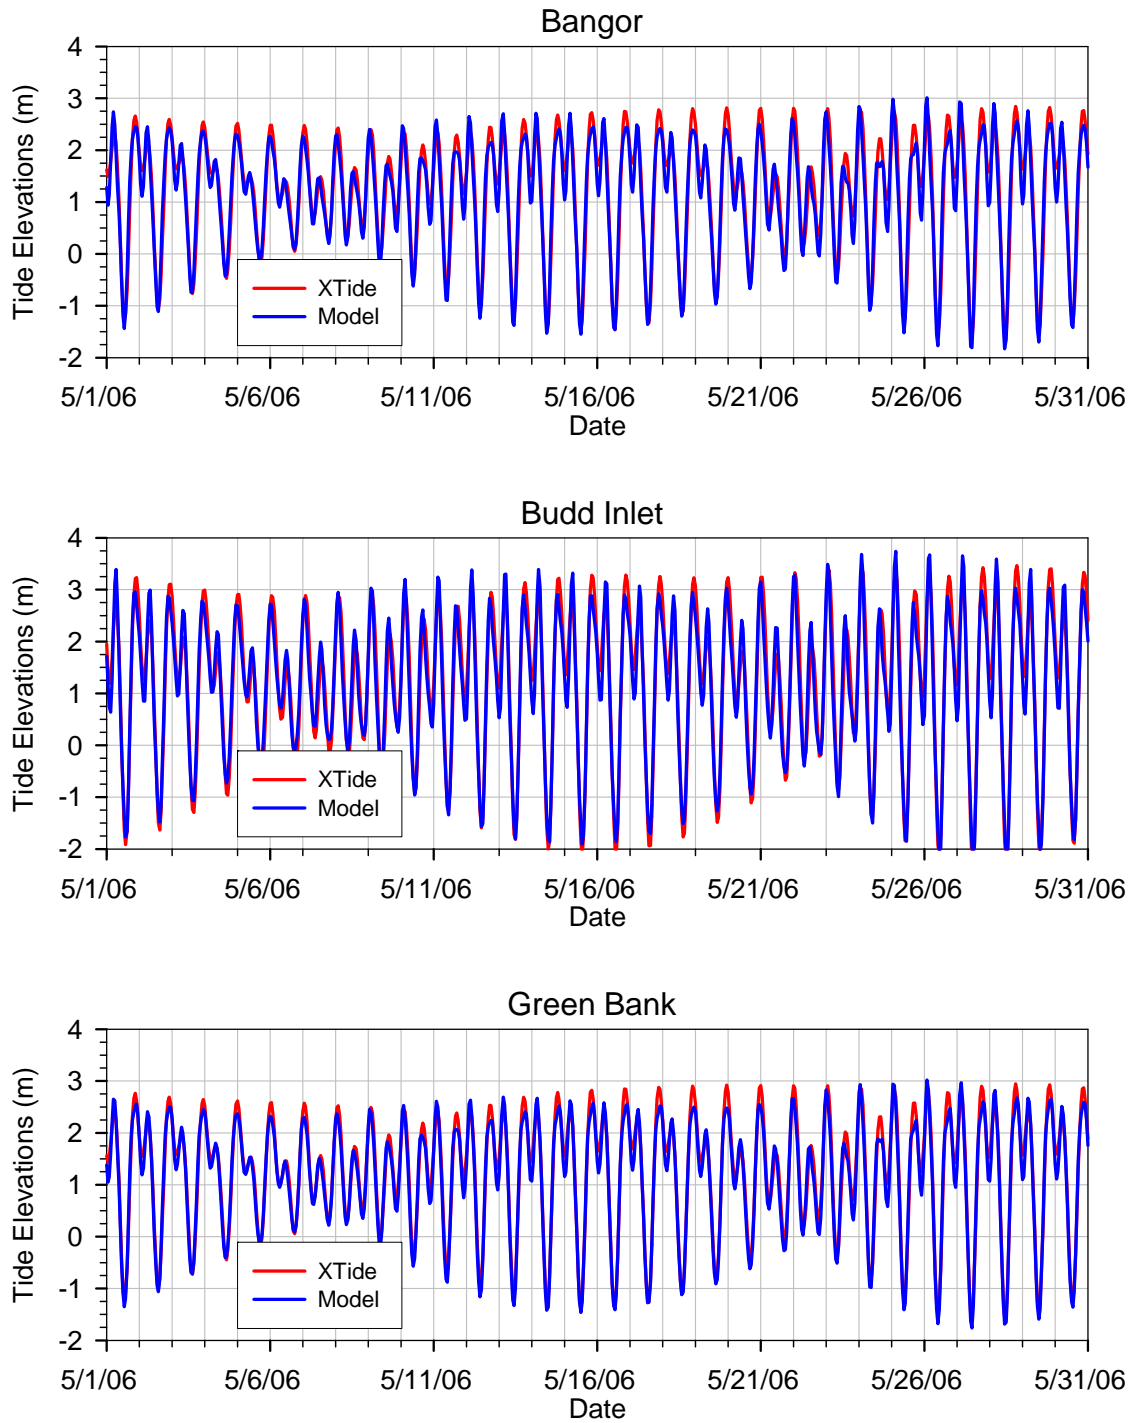 Bangor
Tide Elevations (m)
4
3
2
1
0
-1
-2
XTide
Model
5/1/06 5/6/06 5/11/06 5/16/06 5/21/06 5/26/06 5/31/06
Date
Budd Inlet
Tide Elevations (m)
4
3
2
1
0
-1
-2
XTide
Model
5/1/06 5/6/06 5/11/06 5/16/06 5/21/06 5/26/06 5/31/06
Date
Green Bank
Tide Elevations (m)
4
3
2
1
0
-1
-2
XTide
Model
5/1/06 5/6/06 5/11/06 5/16/06 5/21/06 5/26/06 5/31/06
Date